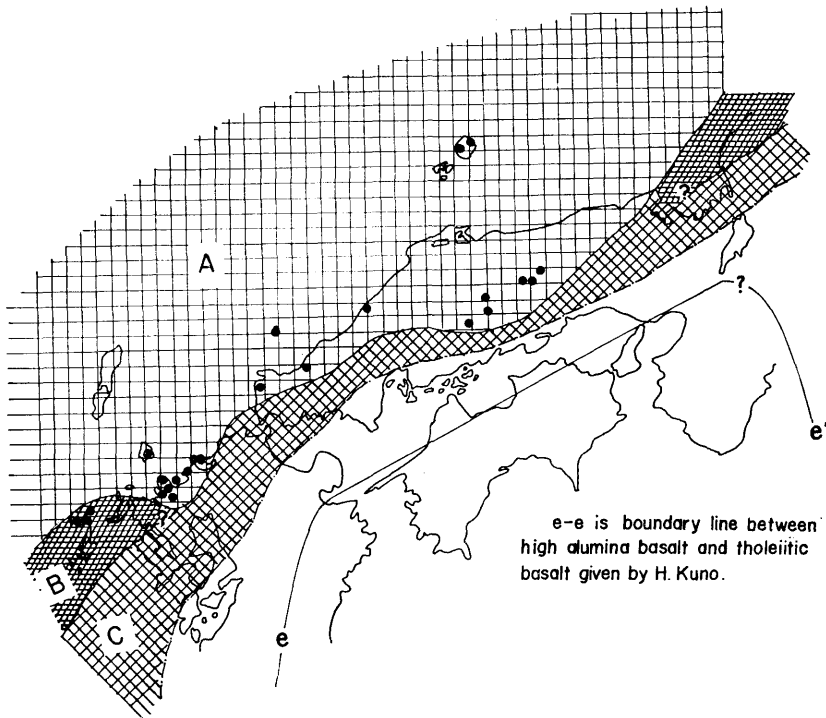 ?
A
?
e'
e-e is boundary line between
high alumina basalt and tholeiitic
basalt given by H. Kuno.
B
C
e